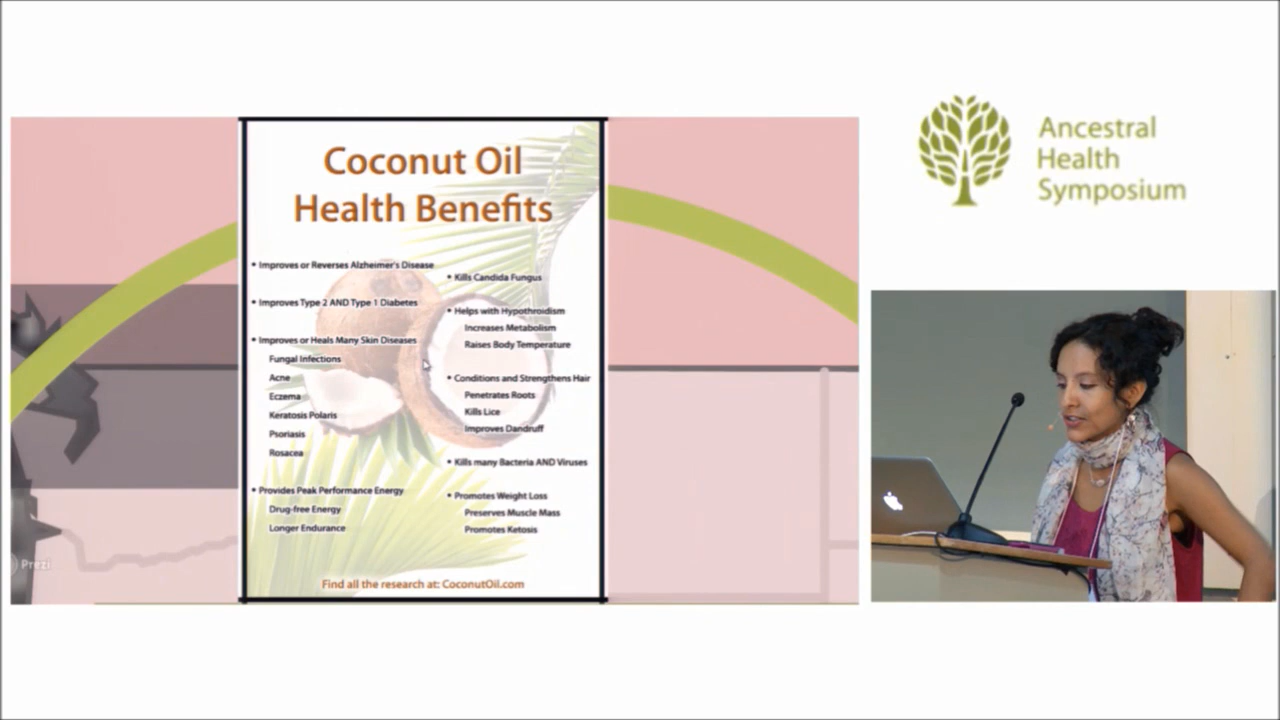 Coconut Oil
Health Benefits
• Improves or Reverses Alzheimer's Disease
• Improves Type 2 AND Type 1 Diabetes
• Improves or Heals Many Skin Diseases
Fungal Infections
Acne
Eczema
Keratosis Polaris
Psoriasis
Rosacea
• Provides Peak Performance Energy
Drug-free Energy
Longer Endurance
• Kills Candida Fungus
• Helps with Hypothroidism
Increases Metabolism
Raises Body Temperature
• Conditions and Strengthens Hair
Penetrates Roots
Kills Lice
Improves Dandruff
• Kills many Bacteria AND Viruses
• Promotes Weight Loss
Preserves Muscle Mass
Promotes Ketosis
Find all the research at: CoconutOil.com
Prezi
Ancestral
Health
Symposium